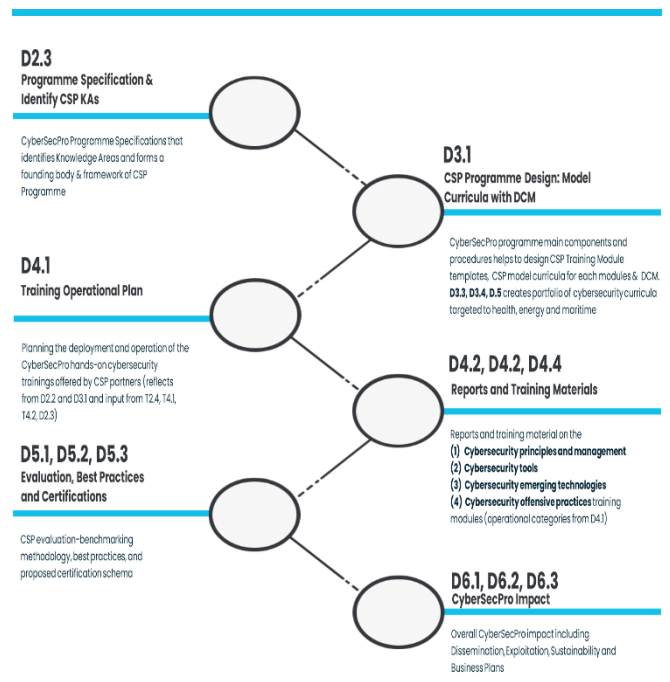 D2.3
Programme Specification &
Identify CSP KAs
CyberSecPro Programme Specifications that
identifies Knowledge Areas and forms a
founding body & framework of CSP
Programme
D3.1
CSP Programme Design: Model
Curricula with DCM
CyberSecPro programme main components and
procedures helps to design CSP Training Module
templates, CSP model curricula for each modules & DCM.
D3.3, D3.4, D.5 creates portfolio of cybersecurity curricula
targeted to health, energy and maritime
D4.1
Training Operational Plan
Planning the deployment and operation of the
CyberSecPro hands-on cybersecurity
trainings offered by CSP partners (reflects
from D2.2 and D3.1 and input from T2.4, T4.1,
T4.2, D2.3)
D4.2, D4.2, D4.4
Reports and Training Materials
Reports and training material on the
(1) Cybersecurity principles and management
(2) Cybersecurity tools
(3) Cybersecurity emerging technologies
(4) Cybersecurity offensive practices training
modules (operational categories from D4.1)
D5.1, D5.2, D5.3
Evaluation, Best Practices
and Certifications
CSP evaluation-benchmarking
methodology, best practices, and
proposed certification schema
D6.1, D6.2, D6.3
CyberSecPro Impact
Overall CyberSecPro impact including
Dissemination, Exploitation, Sustainability and
Business Plans